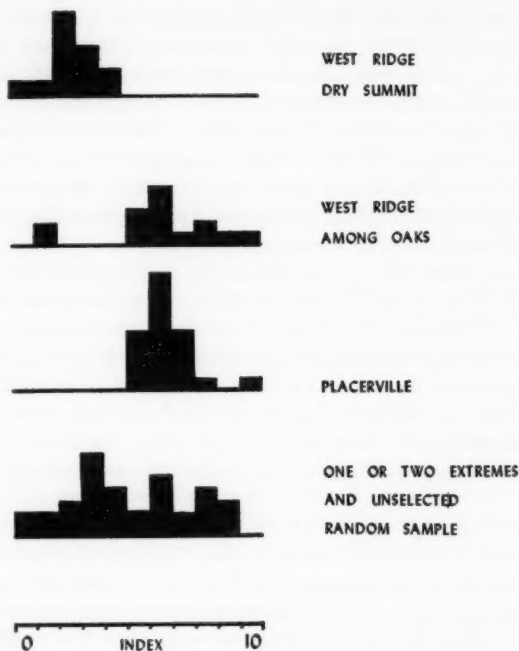 WEST RIDGE
DRY SUMMIT
WEST RIDGE
AMONG OAKS
PLACERVILLE
ONE OR TWO EXTREMES
AND UNSELECTED
RANDOM SAMPLE
0 INDEX 10